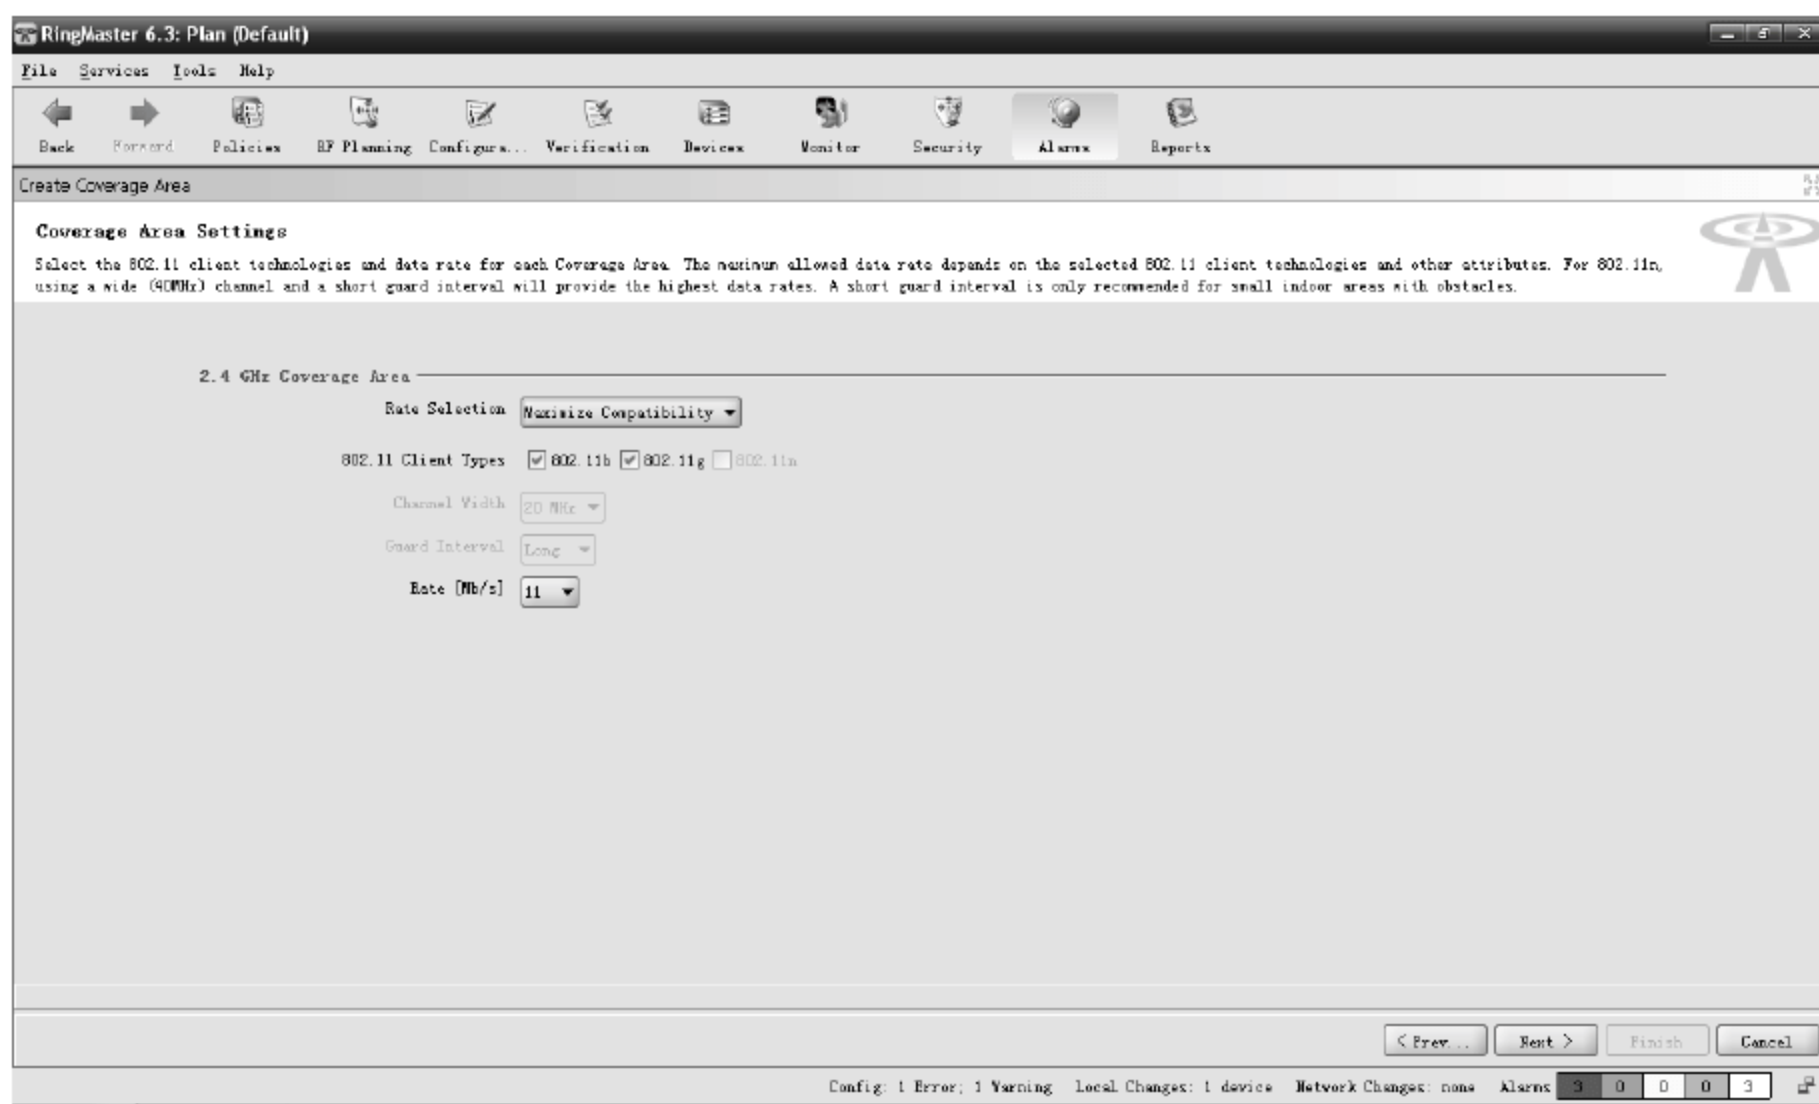 RingMaster 6.3: Plan (Default)
File Services Tools Help
Back Forward Policies RF Planning Configura... Verification Devices Monitor Security Alarms Reports
Create Coverage Area
Coverage Area Settings
Select the 802.11 client technologies and data rate for each Coverage Area. The maximum allowed data rate depends on the selected 802.11 client technologies and other attributes. For 802.11n,
using a wide (40MHz) channel and a short guard interval will provide the highest data rates. A short guard interval is only recommended for small indoor areas with obstacles.
2.4 GHz Coverage Area
Rate Selection Maximize Compatibility
802.11 Client Types 802.11b 802.11g 802.11n
Channel Width 20 MHz
Guard Interval Long
Rate [Mb/s] 11
< Prev... Next > Finish Cancel
Config: 1 Error; 1 Warning Local Changes: 1 device Network Changes: none Alarms 3 0 0 0 3